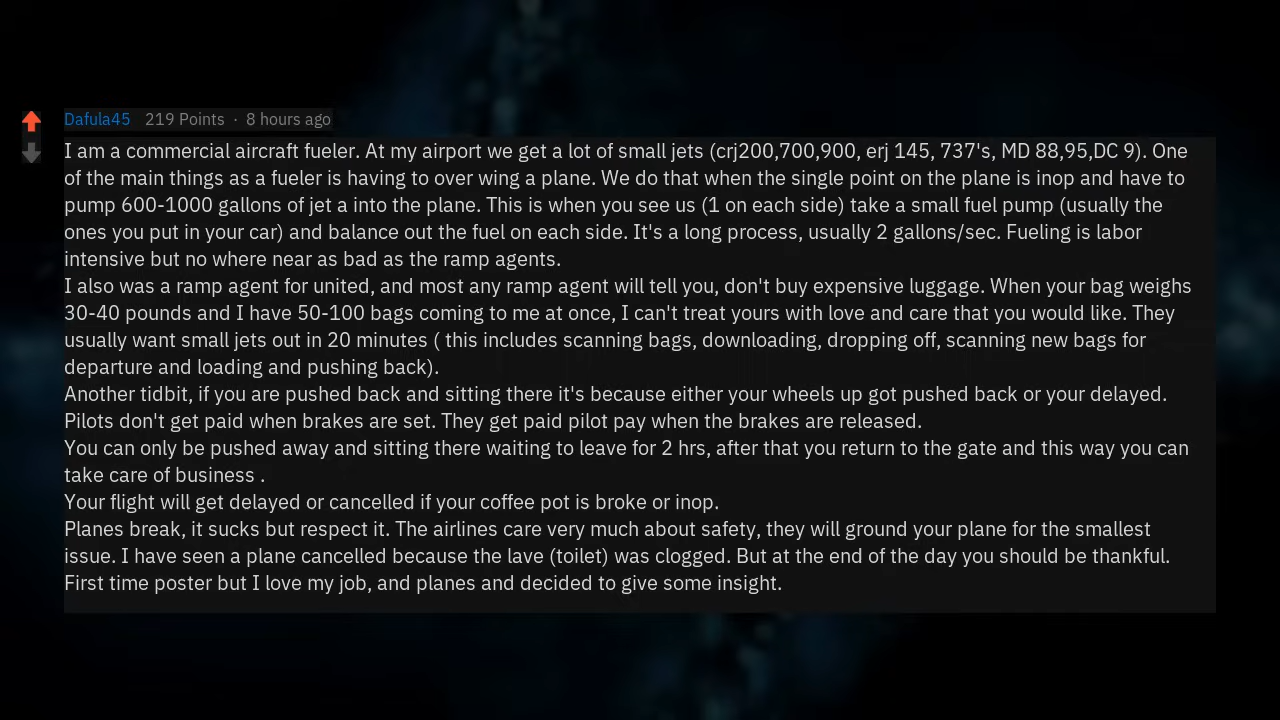 Dafula45 219 Points · 8 hours ago
I am a commercial aircraft fueler. At my airport we get a lot of small jets (crj200,700,900, erj 145, 737's, MD 88,95,DC 9). One
of the main things as a fueler is having to over wing a plane. We do that when the single point on the plane is inop and have to
pump 600-1000 gallons of jet a into the plane. This is when you see us (1 on each side) take a small fuel pump (usually the
ones you put in your car) and balance out the fuel on each side. It's a long process, usually 2 gallons/sec. Fueling is labor
intensive but no where near as bad as the ramp agents.
I also was a ramp agent for united, and most any ramp agent will tell you, don't buy expensive luggage. When your bag weighs
30-40 pounds and I have 50-100 bags coming to me at once, I can't treat yours with love and care that you would like. They
usually want small jets out in 20 minutes ( this includes scanning bags, downloading, dropping off, scanning new bags for
departure and loading and pushing back).
Another tidbit, if you are pushed back and sitting there it's because either your wheels up got pushed back or your delayed.
Pilots don't get paid when brakes are set. They get paid pilot pay when the brakes are released.
You can only be pushed away and sitting there waiting to leave for 2 hrs, after that you return to the gate and this way you can
take care of business .
Your flight will get delayed or cancelled if your coffee pot is broke or inop.
Planes break, it sucks but respect it. The airlines care very much about safety, they will ground your plane for the smallest
issue. I have seen a plane cancelled because the lave (toilet) was clogged. But at the end of the day you should be thankful.
First time poster but I love my job, and planes and decided to give some insight.